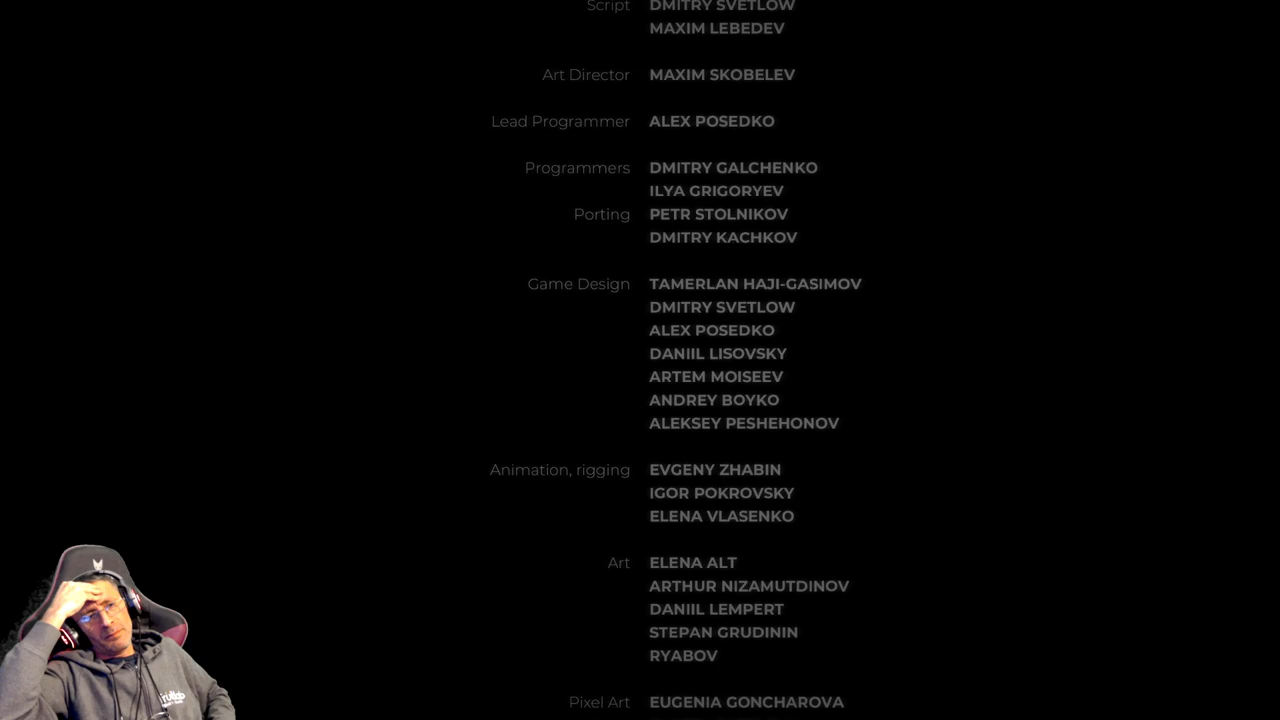 Script DMITRY SVETLOW
MAXIM LEBEDEV
Art Director MAXIM SKOBELEV
Lead Programmer ALEX POSEDKO
Programmers DMITRY GALCHENKO
ILYA GRIGORYEV
Porting PETR STOLNIKOV
DMITRY KACHKOV
Game Design TAMERLAN HAJI-GASIMOV
DMITRY SVETLOW
ALEX POSEDKO
DANIIL LISOVSKY
ARTEM MOISEEV
ANDREY BOYKO
ALEKSEY PESHEHONOV
Animation, rigging EVGENY ZHABIN
IGOR POKROVSKY
ELENA VLASENKO
Art ELENA ALT
ARTHUR NIZAMUTDINOV
DANIIL LEMPERT
STEPAN GRUDININ
RYABOV
Pixel Art EUGENIA GONCHAROVA